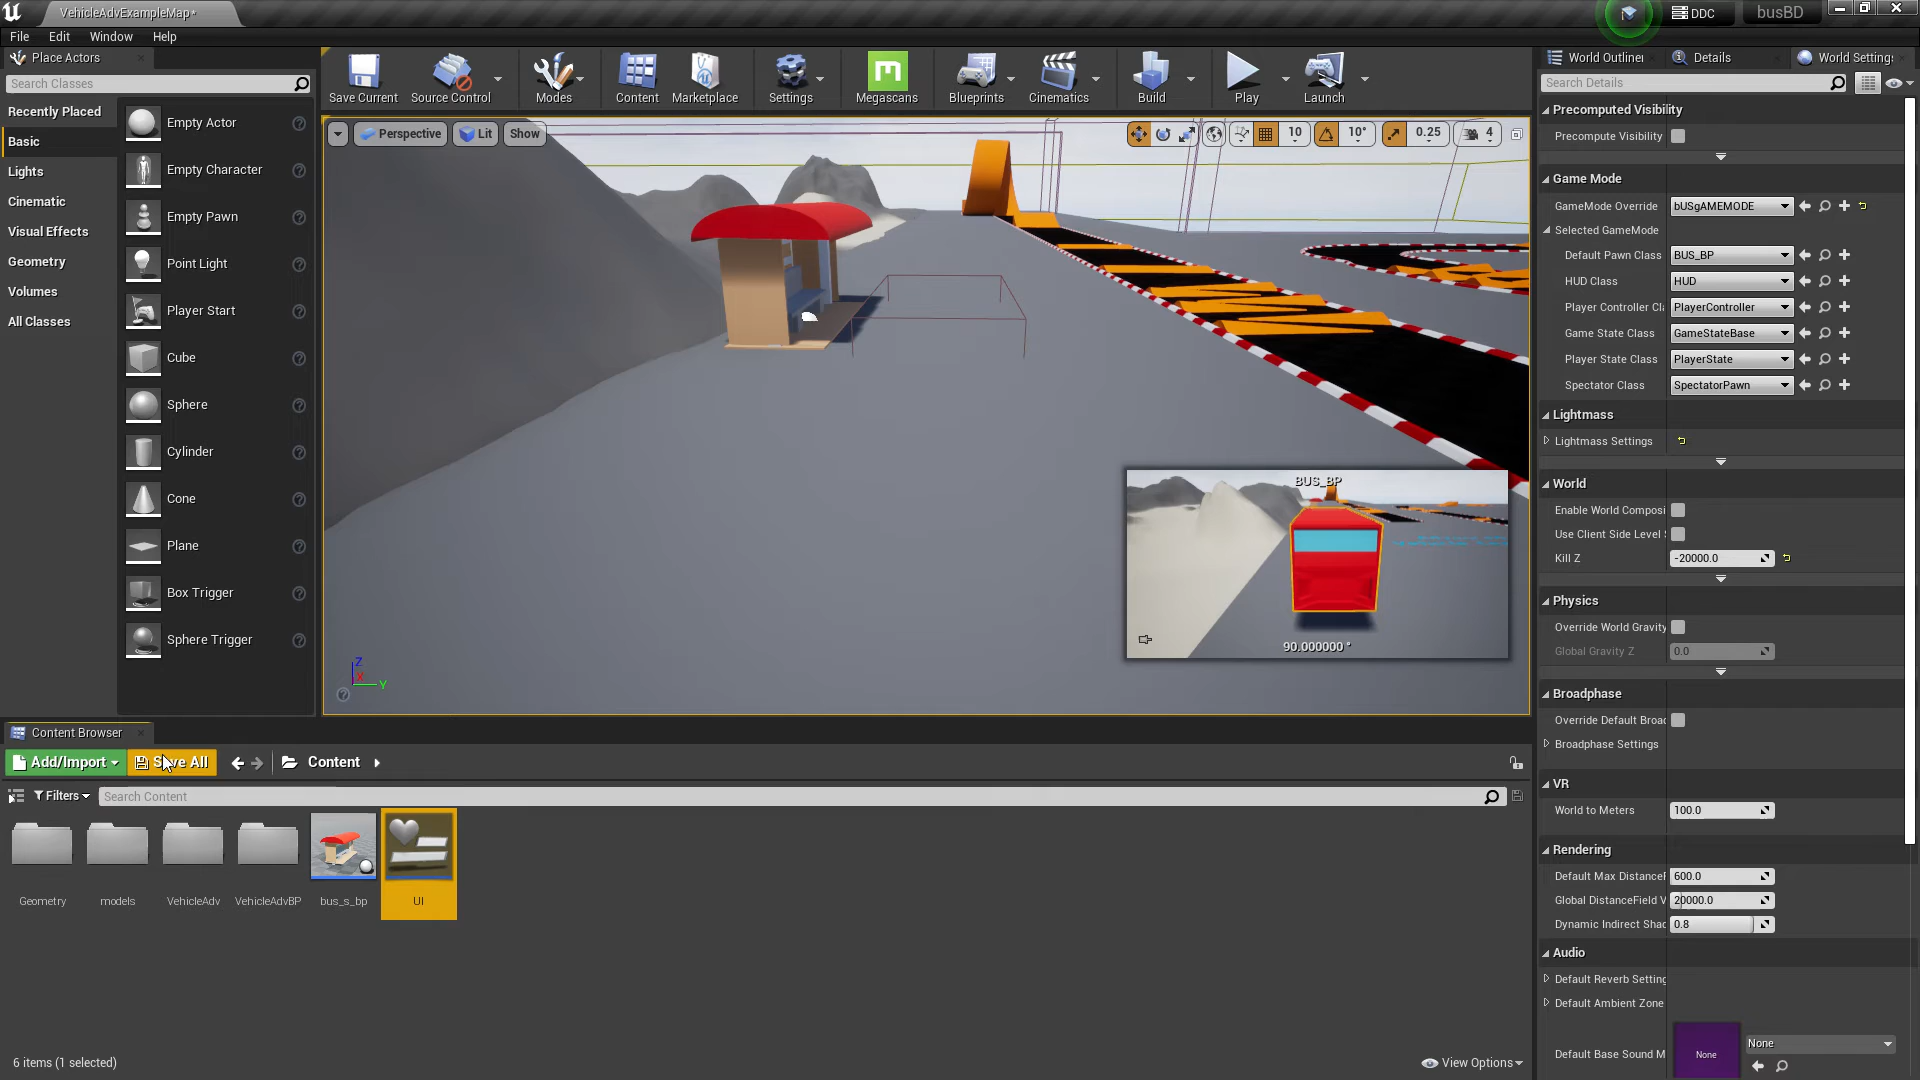 VehicleAdvExampleMap*
DDC
busBD
File Edit Window Help
Place Actors
Search Classes
Recently Placed
Basic
Lights
Cinematic
Visual Effects
Geometry
Volumes
All Classes
Empty Actor
Empty Character
Empty Pawn
Point Light
Player Start
Cube
Sphere
Cylinder
Cone
Plane
Box Trigger
Sphere Trigger
Save Current
Source Control
Modes
Content
Marketplace
Settings
Megascans
Blueprints
Cinematics
Build
Play
Launch
Perspective
Lit
Show
10
10°
0.25
4
BUS_BP
90.000000 °
Z
X
Y
World Outliner
Details
World Settings
Search Details
Precomputed Visibility
Precompute Visibility
Game Mode
GameMode Override bUSgAMEMODE
Selected GameMode
Default Pawn Class BUS_BP
HUD Class HUD
Player Controller Cl PlayerController
Game State Class GameStateBase
Player State Class PlayerState
Spectator Class SpectatorPawn
Lightmass
Lightmass Settings
World
Enable World Composi
Use Client Side Level
Kill Z -20000.0
Physics
Override World Gravity
Global Gravity Z 0.0
Broadphase
Override Default Broad
Broadphase Settings
VR
World to Meters 100.0
Rendering
Default Max DistanceF 600.0
Global DistanceField V 20000.0
Dynamic Indirect Shad 0.8
Audio
Default Reverb Setting
Default Ambient Zone
Default Base Sound M None None
Content Browser
Add/Import Save All Content
Filters Search Content
Geometry
models
VehicleAdv
VehicleAdvBP
bus_s_bp
UI
6 items (1 selected)
View Options